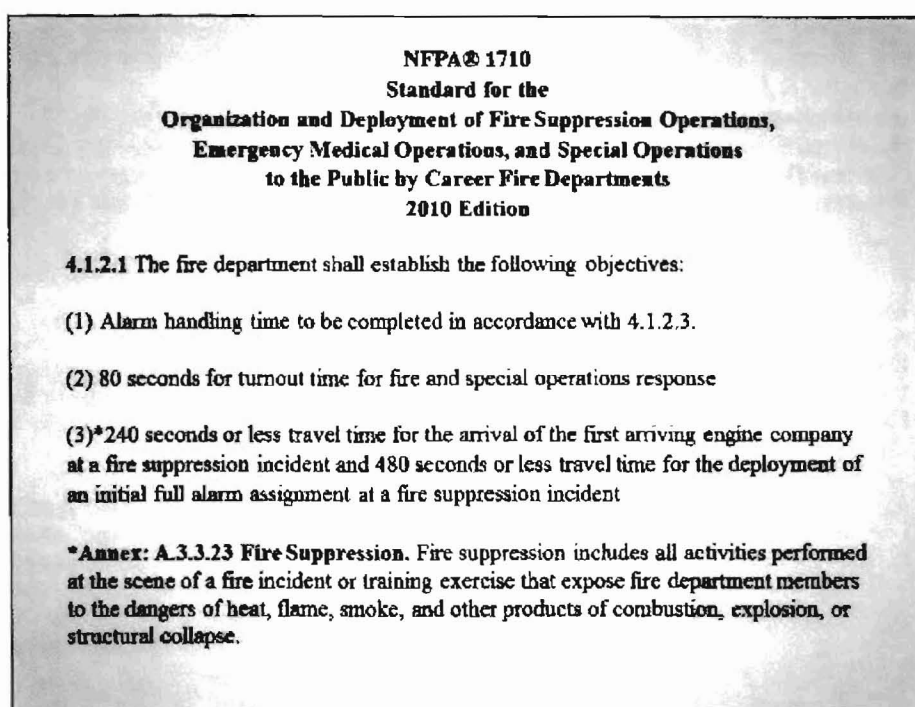 NFPA® 1710
Standard for the
Organization and Deployment of Fire Suppression Operations,
Emergency Medical Operations, and Special Operations
to the Public by Career Fire Departments
2010 Edition
4.1.2.1 The fire department shall establish the following objectives:
(1) Alarm handling time to be completed in accordance with 4.1.2.3.
(2) 80 seconds for turnout time for fire and special operations response
(3)*240 seconds or less travel time for the arrival of the first arriving engine company
at a fire suppression incident and 480 seconds or less travel time for the deployment of
an initial full alarm assignment at a fire suppression incident
*Annex: A.3.3.23 Fire Suppression. Fire suppression includes all activities performed
at the scene of a fire incident or training exercise that expose fire department members
to the dangers of heat, flame, smoke, and other products of combustion, explosion, or
structural collapse.